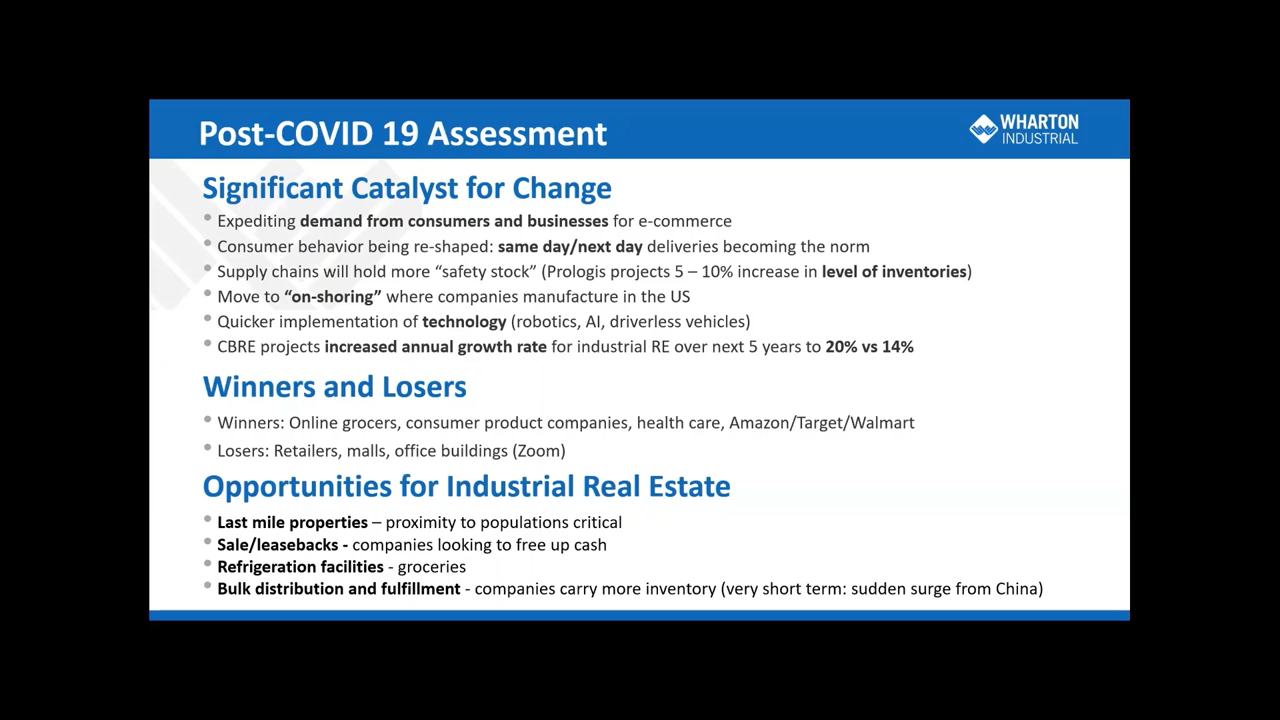 Post-COVID 19 Assessment
WHARTON
INDUSTRIAL
Significant Catalyst for Change
• Expediting demand from consumers and businesses for e-commerce
• Consumer behavior being re-shaped: same day/next day deliveries becoming the norm
• Supply chains will hold more “safety stock” (Prologis projects 5 – 10% increase in level of inventories)
• Move to “on-shoring” where companies manufacture in the US
• Quicker implementation of technology (robotics, AI, driverless vehicles)
• CBRE projects increased annual growth rate for industrial RE over next 5 years to 20% vs 14%
Winners and Losers
• Winners: Online grocers, consumer product companies, health care, Amazon/Target/Walmart
• Losers: Retailers, malls, office buildings (Zoom)
Opportunities for Industrial Real Estate
• Last mile properties – proximity to populations critical
• Sale/leasebacks - companies looking to free up cash
• Refrigeration facilities - groceries
• Bulk distribution and fulfillment - companies carry more inventory (very short term: sudden surge from China)